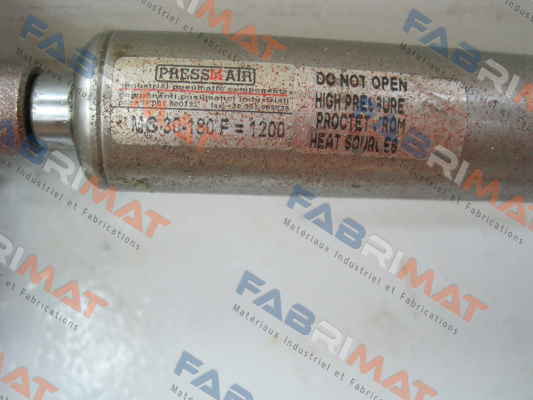 PRESSMAIR
industrial pneumatic components
componenti pneumatici industriali
30-180 F = 1200
DO NOT OPEN
HIGH PRESSURE
PROCTET FROM
HEAT SOURCES
FABRIMAT
Matériaux Industriel et Fabrications
FABRIMAT
Matériaux Industriel et Fabrications
FABRIMAT
Matériaux Industriel et Fabrications
FABRIMAT
Matériaux Industriel et Fabrications